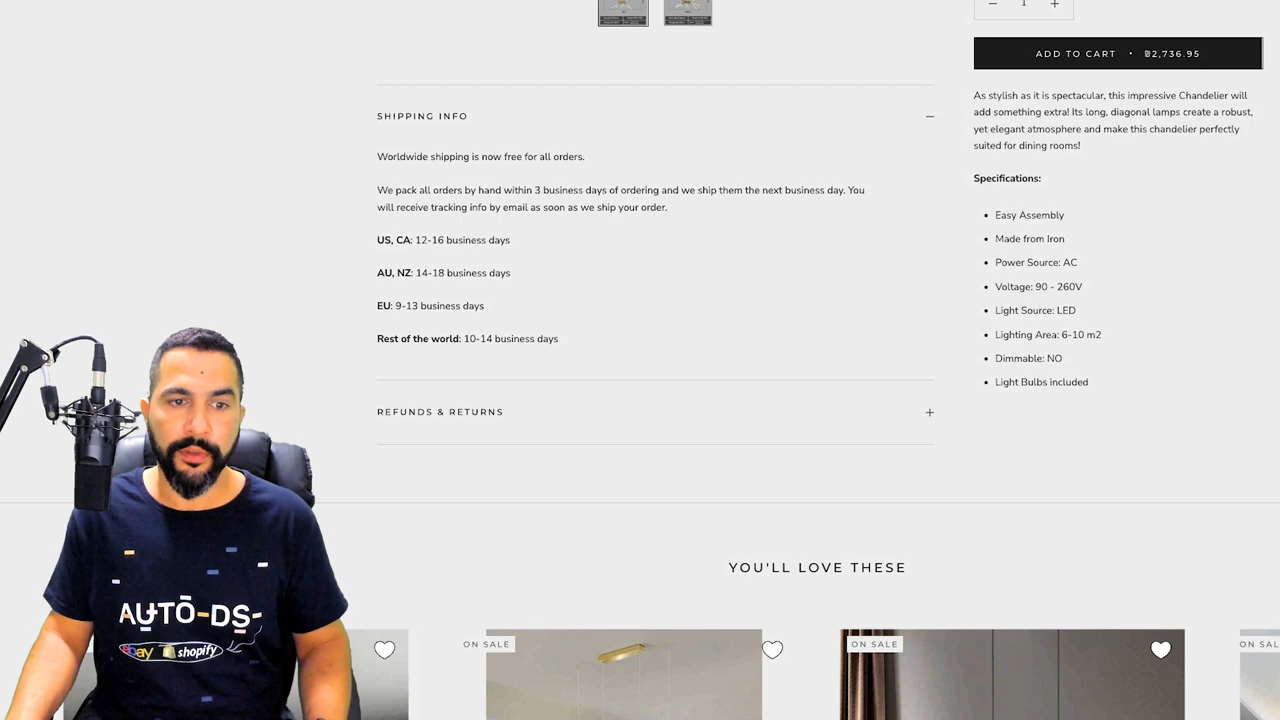 1
ADD TO CART • ₪2,736.95
As stylish as it is spectacular, this impressive Chandelier will
add something extra! Its long, diagonal lamps create a robust,
yet elegant atmosphere and make this chandelier perfectly
suited for dining rooms!
Specifications:
• Easy Assembly
• Made from Iron
• Power Source: AC
• Voltage: 90 - 260V
• Light Source: LED
• Lighting Area: 6-10 m2
• Dimmable: NO
• Light Bulbs included
SHIPPING INFO
Worldwide shipping is now free for all orders.
We pack all orders by hand within 3 business days of ordering and we ship them the next business day. You
will receive tracking info by email as soon as we ship your order.
US, CA: 12-16 business days
AU, NZ: 14-18 business days
EU: 9-13 business days
Rest of the world: 10-14 business days
REFUNDS & RETURNS
YOU'LL LOVE THESE
ON SALE
ON SALE
ON SAL
AUTO-DS-
ebay shopify